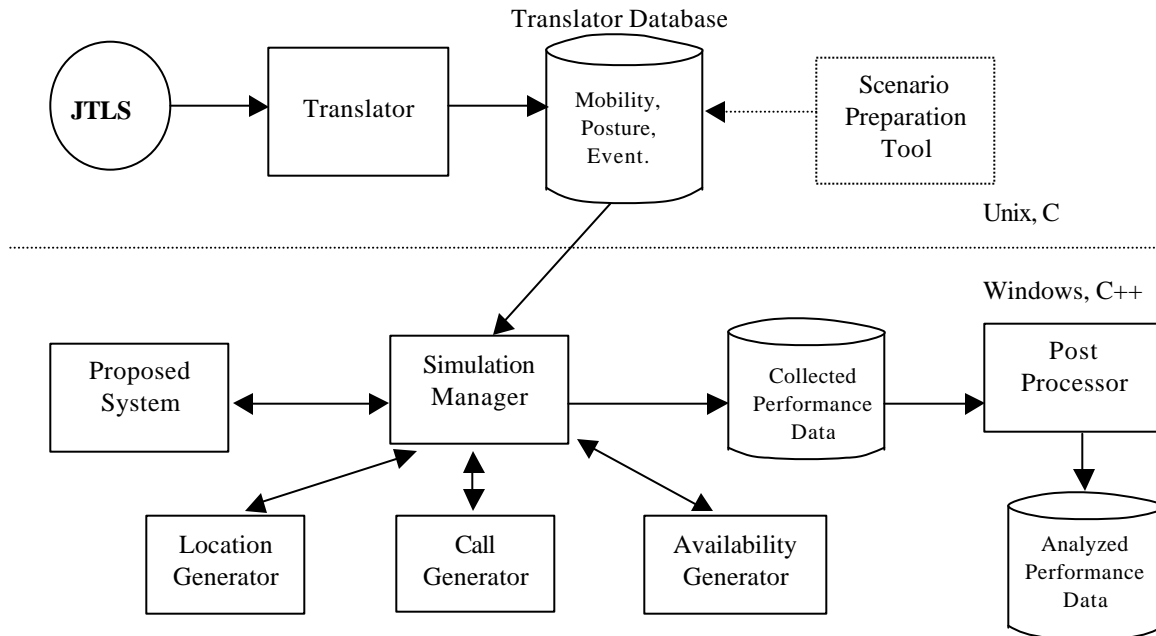 Translator Database
JTLS
Translator
Mobility,
Posture,
Event.
Scenario
Preparation
Tool
Unix, C
Windows, C++
Proposed
System
Simulation
Manager
Collected
Performance
Data
Post
Processor
Location
Generator
Call
Generator
Availability
Generator
Analyzed
Performance
Data